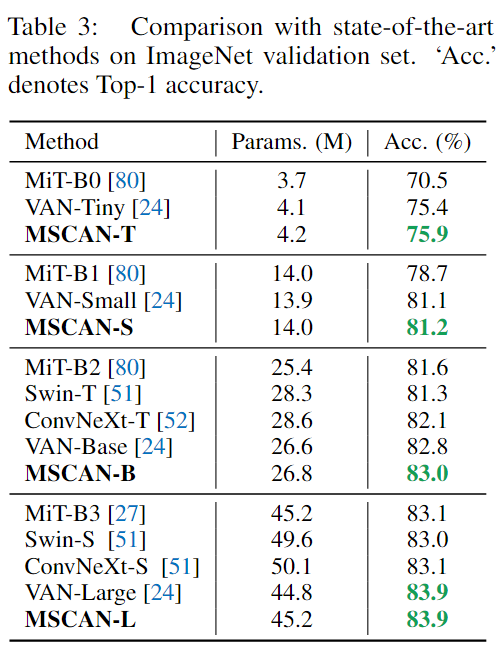 Table 3: Comparison with state-of-the-art
methods on ImageNet validation set. ‘Acc.’
denotes Top-1 accuracy.
Method Params. (M) Acc. (%)
MiT-B0 [80] 3.7 70.5
VAN-Tiny [24] 4.1 75.4
MSCAN-T 4.2 75.9
MiT-B1 [80] 14.0 78.7
VAN-Small [24] 13.9 81.1
MSCAN-S 14.0 81.2
MiT-B2 [80] 25.4 81.6
Swin-T [51] 28.3 81.3
ConvNeXt-T [52] 28.6 82.1
VAN-Base [24] 26.6 82.8
MSCAN-B 26.8 83.0
MiT-B3 [27] 45.2 83.1
Swin-S [51] 49.6 83.0
ConvNeXt-S [51] 50.1 83.1
VAN-Large [24] 44.8 83.9
MSCAN-L 45.2 83.9